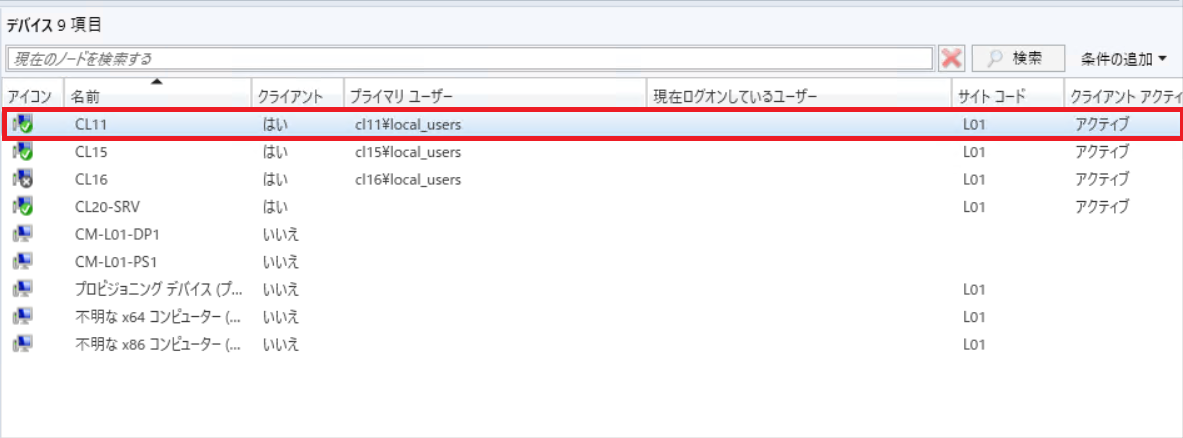 デバイス 9 項目
現在のノードを検索する 検索 条件の追加
アイコン 名前 クライアント プライマリ ユーザー 現在ログオンしているユーザー サイト コード クライアント アクティ
CL11 はい cl11¥local_users L01 アクティブ
CL15 はい cl15¥local_users L01 アクティブ
CL16 はい cl16¥local_users L01 アクティブ
CL20-SRV はい L01 アクティブ
CM-L01-DP1 いいえ
CM-L01-PS1 いいえ
プロビジョニング デバイス (プ... いいえ L01
不明な x64 コンピューター (... いいえ L01
不明な x86 コンピューター (... いいえ L01